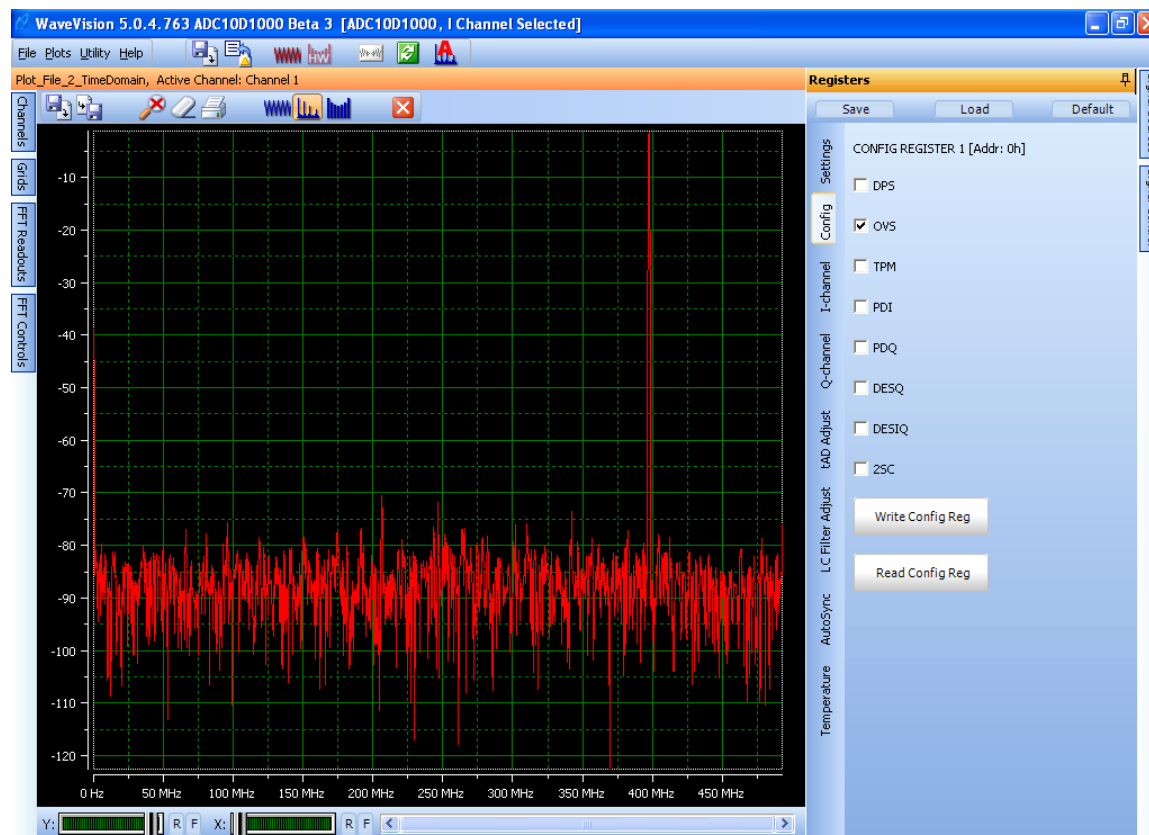 WaveVision 5.0.4.763 ADC10D1000 Beta 3 [ADC10D1000, I Channel Selected]
File Plots Utility Help
Plot_File_2_TimeDomain, Active Channel: Channel 1
Channels
Grids
FFT Readouts
FFT Controls
-10
-20
-30
-40
-50
-60
-70
-80
-90
-100
-110
-120
0 Hz 50 MHz 100 MHz 150 MHz 200 MHz 250 MHz 300 MHz 350 MHz 400 MHz 450 MHz
Y: R F X: R F
Registers
Save Load Default
Settings
Config
I-channel
Q-channel
tAD Adjust
LC Filter Adjust
AutoSync
Temperature
CONFIG REGISTER 1 [Addr: 0h]
DPS
OVS
TPM
PDI
PDQ
DESQ
DESIQ
2SC
Write Config Reg
Read Config Reg